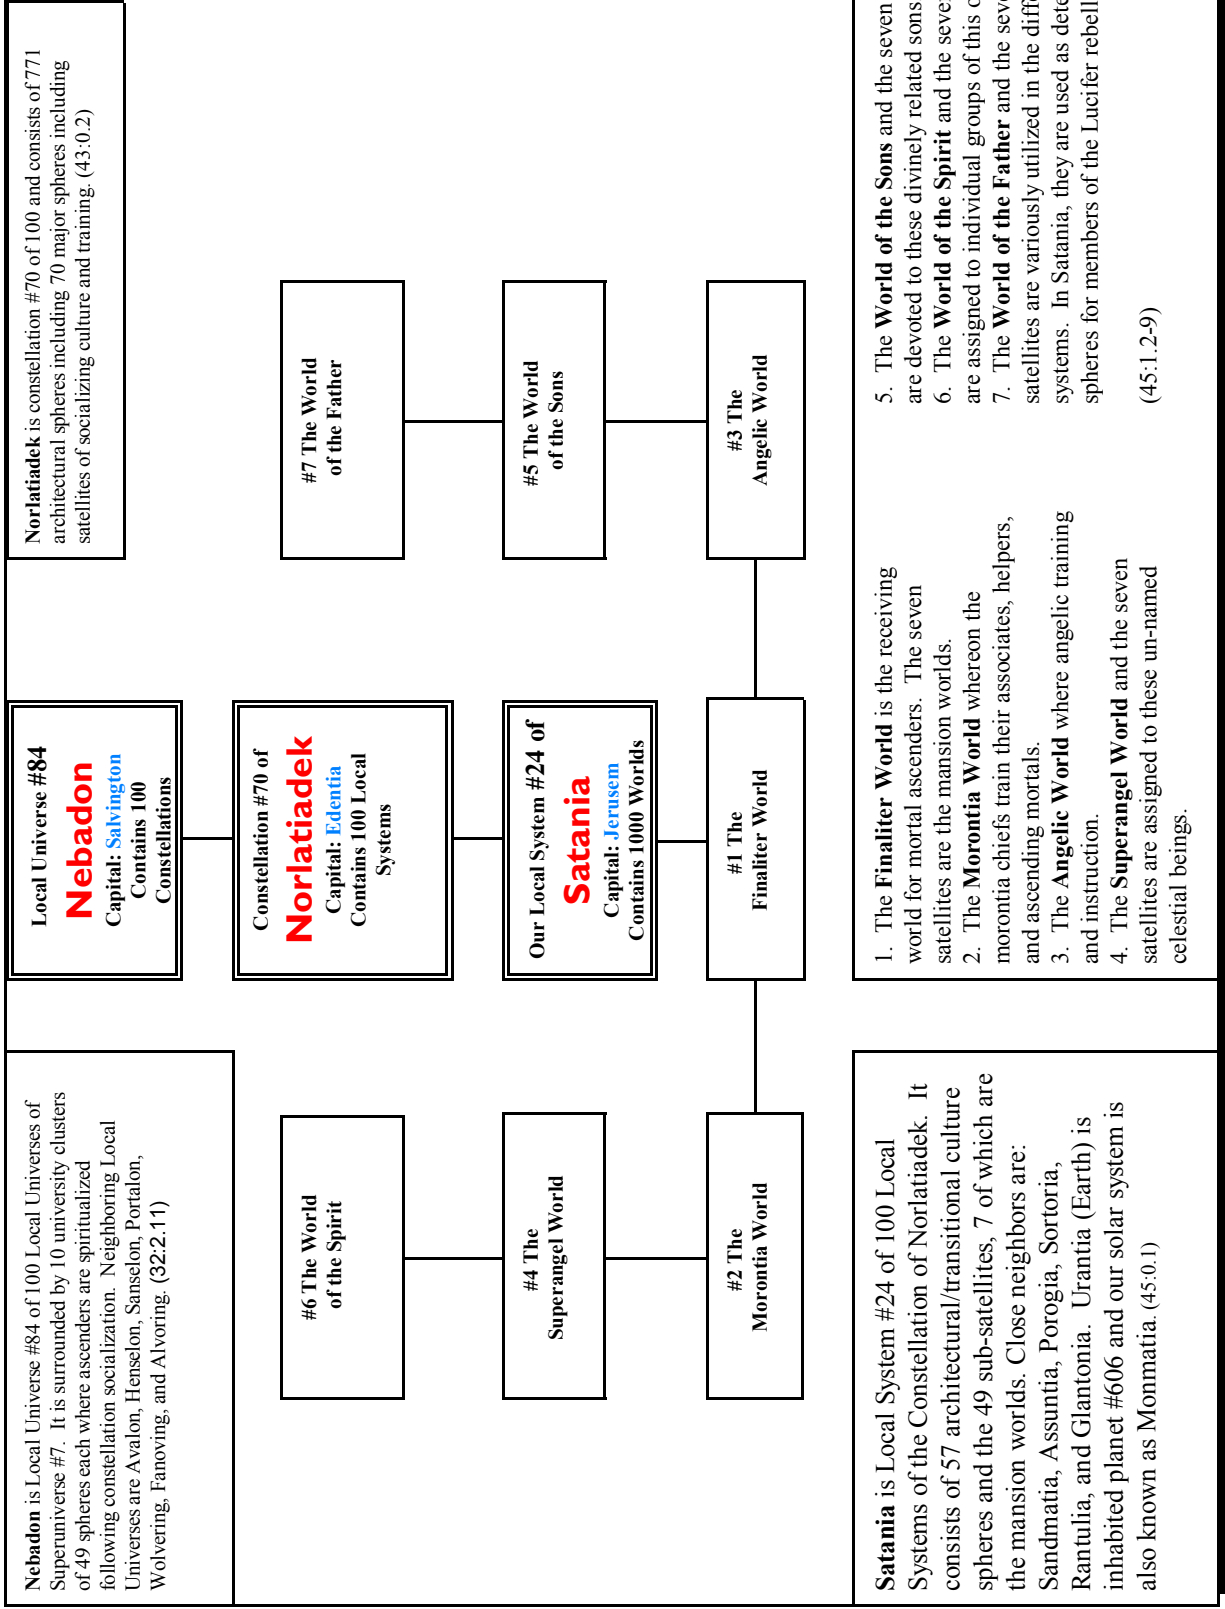 Nebadon is Local Universe #84 of 100 Local Universes of
Superuniverse #7. It is surrounded by 10 university clusters
of 49 spheres each where ascenders are spiritualized
following constellation socialization. Neighboring Local
Universes are Avalon, Henselon, Sanselon, Portalon,
Wolvering, Fanoving, and Alvoring. (32:2.11)
Local Universe #84
Nebadon
Capital: Salvington
Contains 100
Constellations
Norlatiadek is constellation #70 of 100 and consists of 771
architectural spheres including 70 major spheres including
satellites of socializing culture and training. (43:0.2)
Constellation #70 of
Norlatiadek
Capital: Edentia
Contains 100 Local
Systems
#6 The World
of the Spirit
#7 The World
of the Father
Our Local System #24 of
Satania
Capital: Jerusem
Contains 1000 Worlds
#4 The
Superangel World
#5 The World
of the Sons
#2 The
Morontia World
#1 The
Finaliter World
#3 The
Angelic World
Satania is Local System #24 of 100 Local
Systems of the Constellation of Norlatiadek. It
consists of 57 architectural/transitional culture
spheres and the 49 sub-satellites, 7 of which are
the mansion worlds. Close neighbors are:
Sandmatia, Assuntia, Porogia, Sortoria,
Rantulia, and Glantonia. Urantia (Earth) is
inhabited planet #606 and our solar system is
also known as Monmatia. (45:0.1)
1. The Finaliter World is the receiving
world for mortal ascenders. The seven
satellites are the mansion worlds.
2. The Morontia World whereon the
morontia chiefs train their associates, helpers,
and ascending mortals.
3. The Angelic World where angelic training
and instruction.
4. The Superangel World and the seven
satellites are assigned to these un-named
celestial beings.
5. The World of the Sons and the seven
are devoted to these divinely related sons
6. The World of the Spirit and the seve
are assigned to individual groups of this o
7. The World of the Father and the seve
satellites are variously utilized in the diff
systems. In Satania, they are used as dete
spheres for members of the Lucifer rebell
(45:1.2-9)